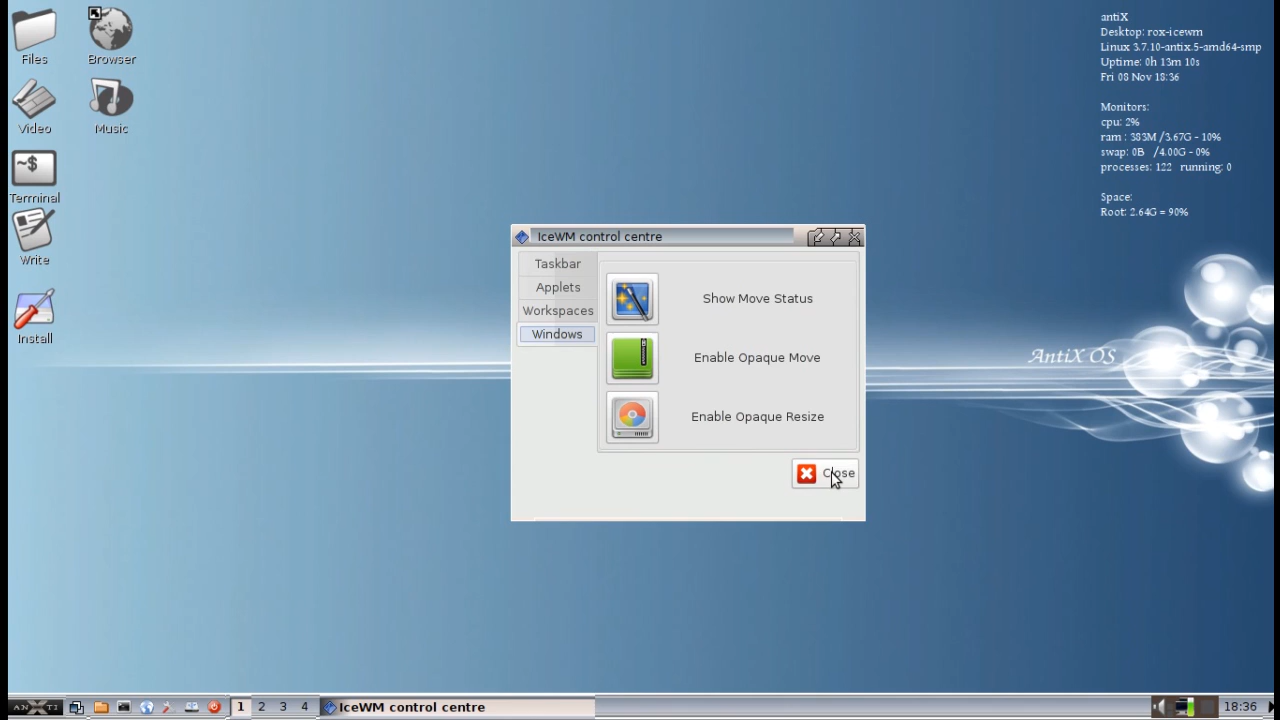 Files
Browser
Video
Music
~$
Terminal
Write
Install
antiX
Desktop: rox-icewm
Linux 3.7.10-antix.5-amd64-smp
Uptime: 0h 13m 10s
Fri 08 Nov 18:36
Monitors:
cpu: 2%
ram : 383M /3.67G - 10%
swap: 0B /4.00G - 0%
processes: 122 running: 0
Space:
Root: 2.64G = 90%
IceWM control centre
Taskbar
Applets
Workspaces
Windows
Show Move Status
Enable Opaque Move
Enable Opaque Resize
Close
AntiX OS
1 2 3 4 IceWM control centre 18:36